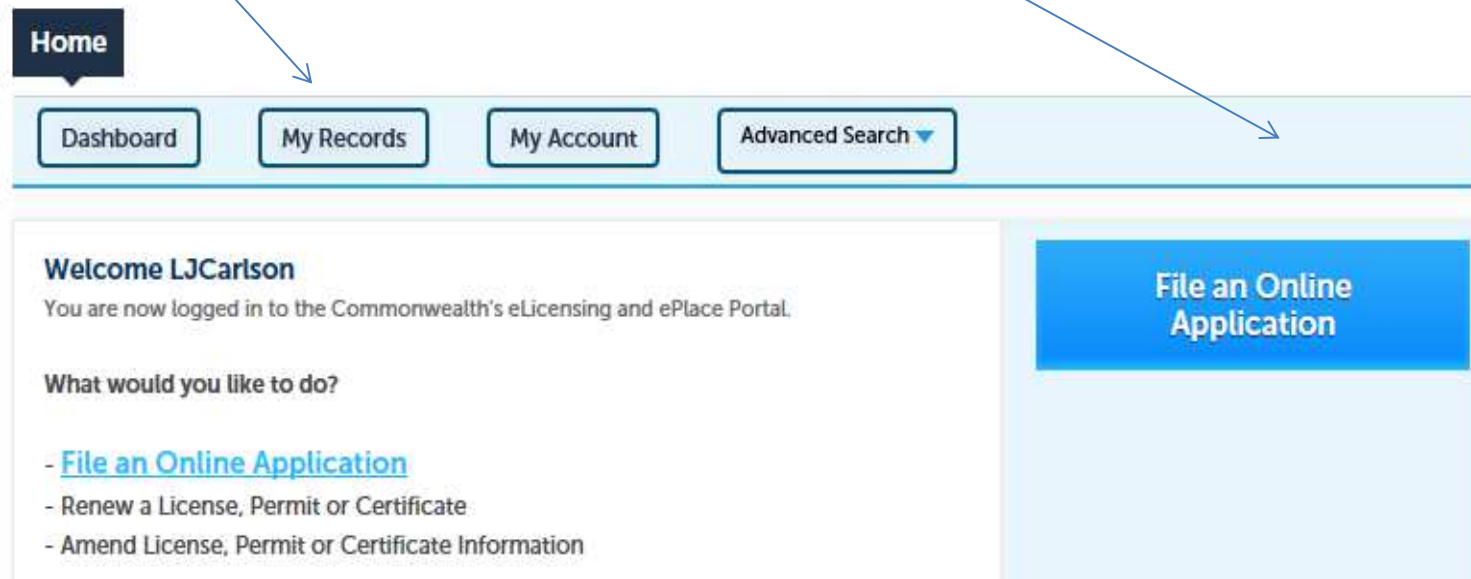 Home
Dashboard My Records My Account Advanced Search
Welcome LJCarlson
You are now logged in to the Commonwealth's eLicensing and ePlace Portal.
What would you like to do?
- File an Online Application
- Renew a License, Permit or Certificate
- Amend License, Permit or Certificate Information
File an Online
Application